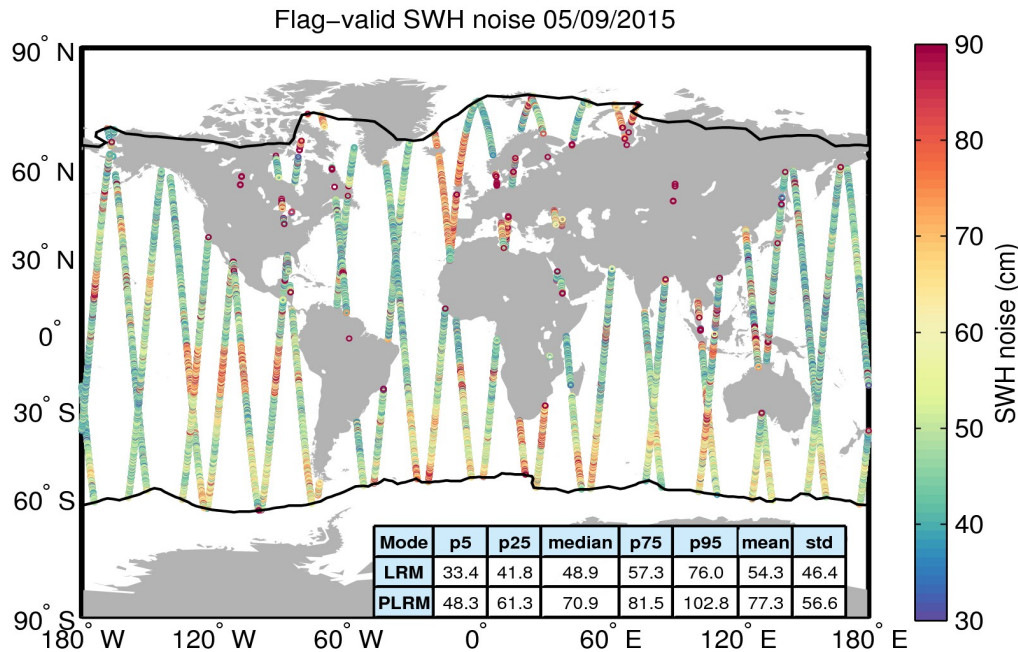 Flag−valid SWH noise 05/09/2015
90° N
60° N
30° N
0°
30° S
60° S
90° S
180° W
120° W
60° W
0°
60° E
120° E
180° E
Mode p5 p25 median p75 p95 mean std
LRM 33.4 41.8 48.9 57.3 76.0 54.3 46.4
PLRM 48.3 61.3 70.9 81.5 102.8 77.3 56.6
90
80
70
60
50
40
30
SWH noise (cm)